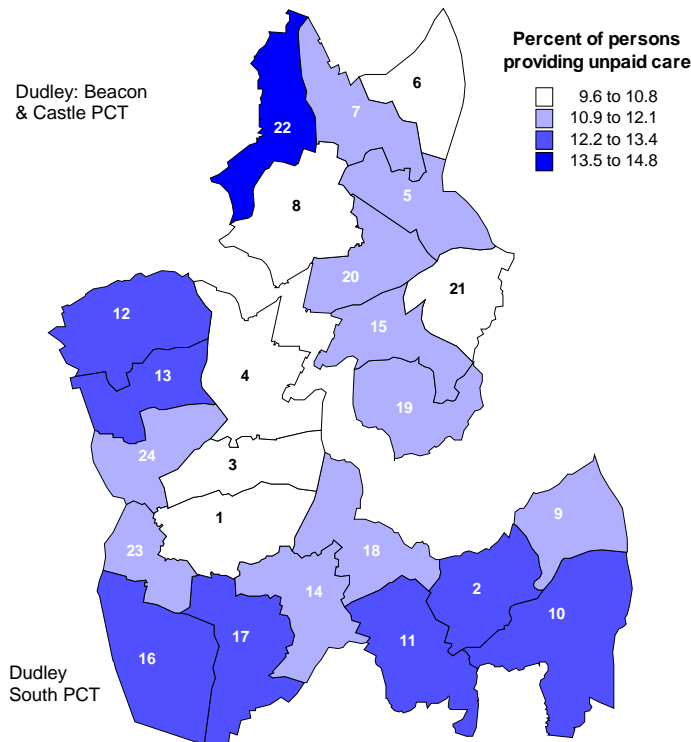 Percent of persons
providing unpaid care
9.6 to 10.8
10.9 to 12.1
12.2 to 13.4
13.5 to 14.8
Dudley: Beacon
& Castle PCT
6
7
22
5
8
20
21
12
15
13
4
19
24
3
1
9
23
18
14
2
10
17
11
16
Dudley
South PCT